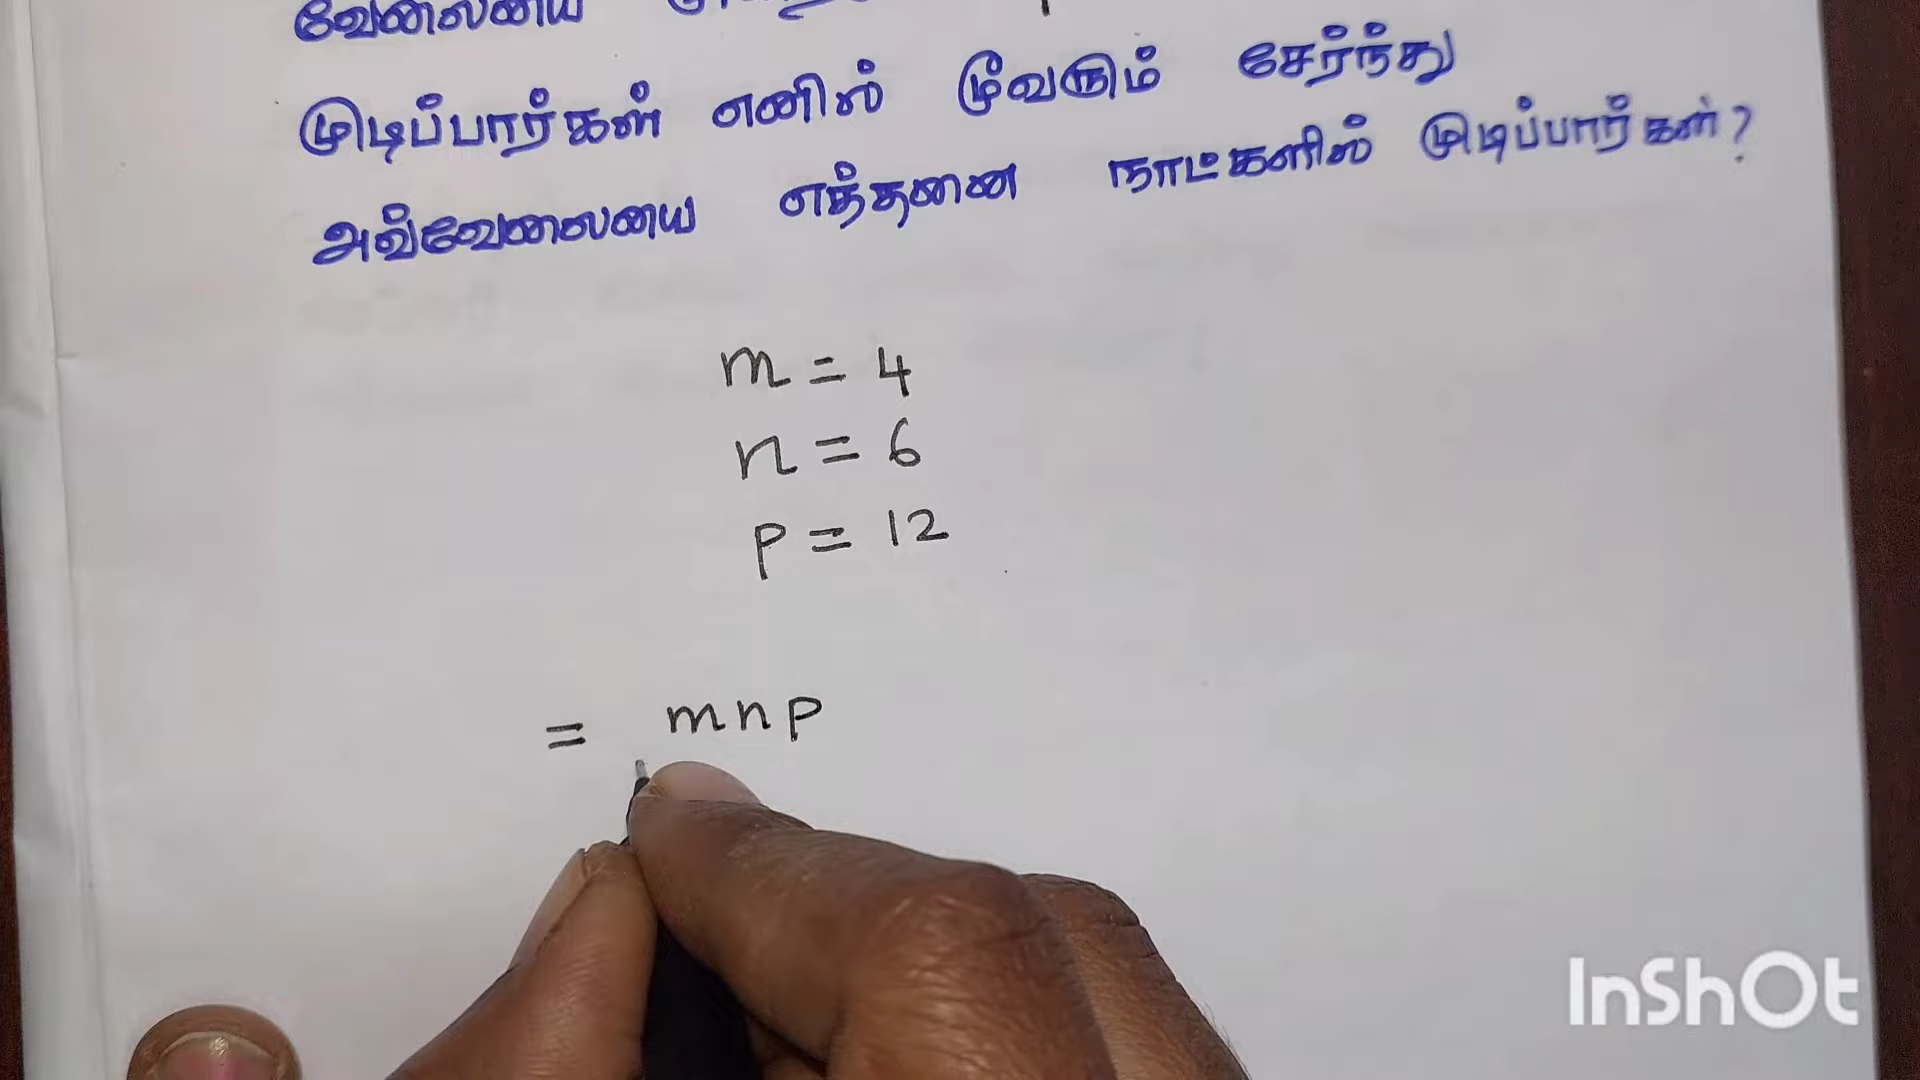 வேலையை
முடிப்பார்கள் எனில் மூவரும் சேர்ந்து
அவ்வேலையை எத்தனை நாட்களில் முடிப்பார்கள்?
m = 4
n = 6
p = 12
= mnp
InShOt